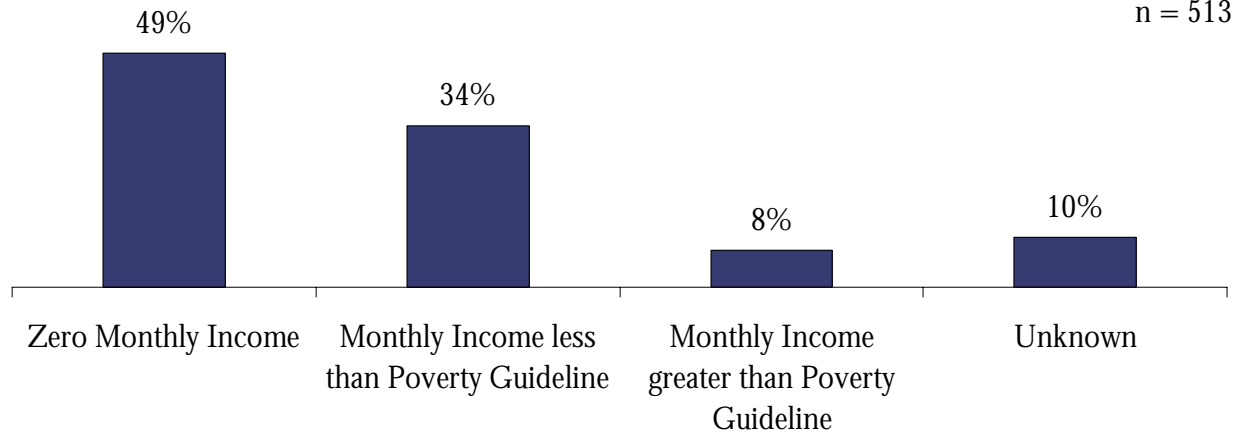 n = 513
49%
34%
8%
10%
Zero Monthly Income
Monthly Income less
than Poverty Guideline
Monthly Income
greater than Poverty
Guideline
Unknown